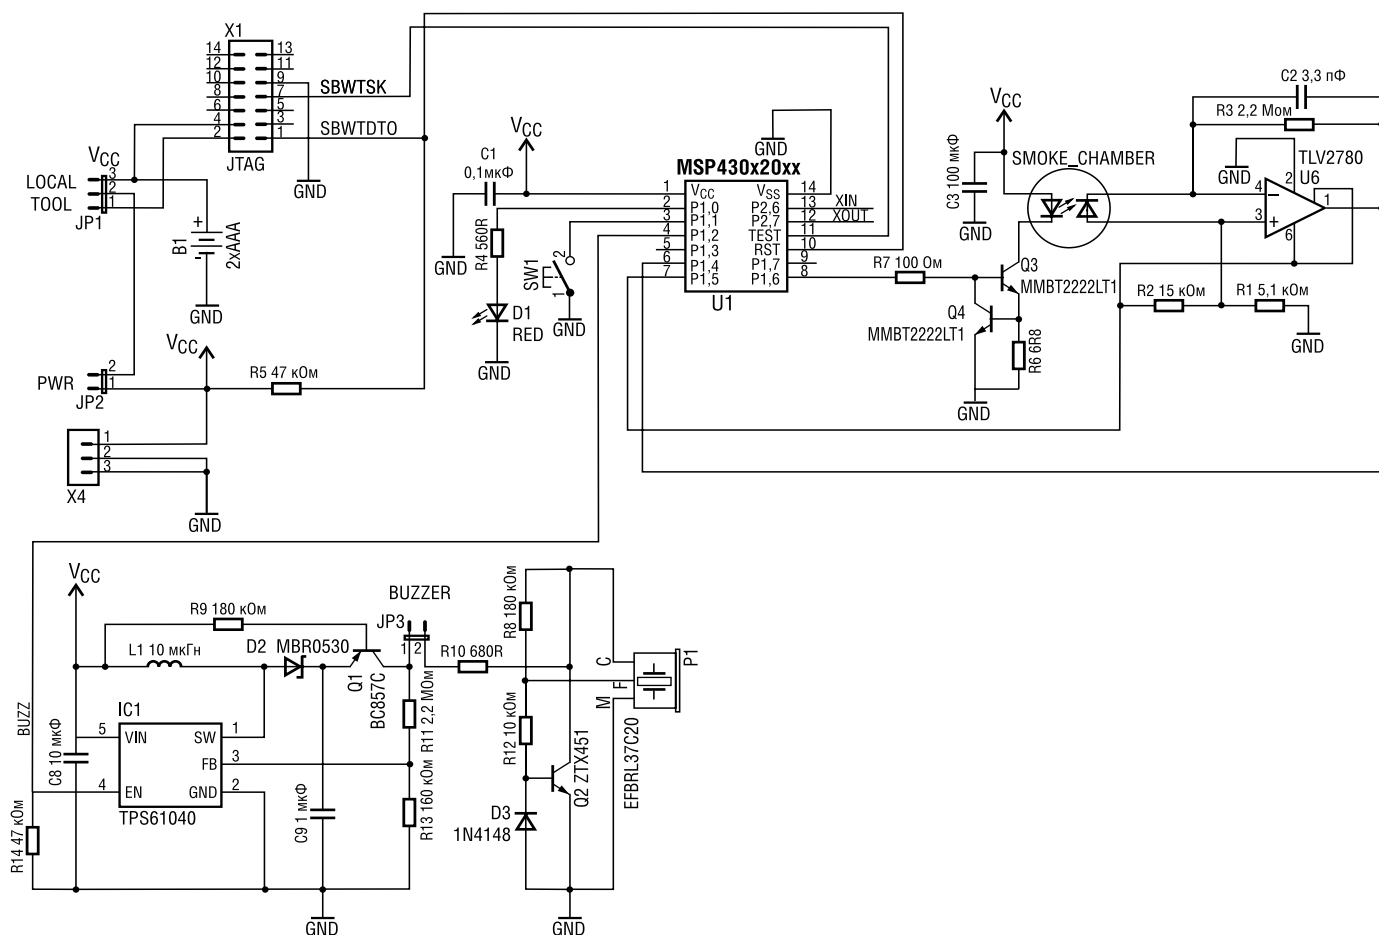 X1
14 13
12 11
10 9
8 7
6 5
4 3
2 1
JTAG
SBWTSK
SBWTDTO
GND
VCC
LOCAL 3
2
TOOL 1
JP1
B1
+
-
2xAAA
GND
VCC
PWR
2
1
JP2
R5 47 кОм
X4
1
2
3
GND
VCC
C1
0,1мкФ
GND
R4 560R
D1
RED
GND
SW1
2
1
GND
GND
MSP430x20xx
1 VCC VSS 14
2 P1,0 P2,6 13 XIN
3 P1,1 P2,7 12 XOUT
4 P1,2 TEST 11
5 P1,3 RST 10
6 P1,4 P1,7 9
7 P1,5 P1,6 8
U1
VCC
C3 100 мкФ
GND
SMOKE_CHAMBER
R7 100 Ом
Q3
MMBT2222LT1
Q4
MMBT2222LT1
R6 6R8
GND
C2 3,3 пФ
R3 2,2 Мом
GND
TLV2780
U6
2
4
-
1
3
+
6
R2 15 кОм
R1 5,1 кОм
GND
BUZZ
VCC
R9 180 кОм
L1 10 мкГн
D2 MBR0530
Q1
BC857C
BUZZER
JP3
1 2
R10 680R
R11 2,2 МОм
R13 160 кОм
C8 10 мкФ
IC1
5 VIN SW 1
FB 3
4 EN GND 2
TPS61040
R14 47 кОм
C9 1 мкФ
GND
R8 180 кОм
R12 10 кОм
D3
1N4148
Q2 ZTX451
C
F
M
P1
EFBRL37C20
GND